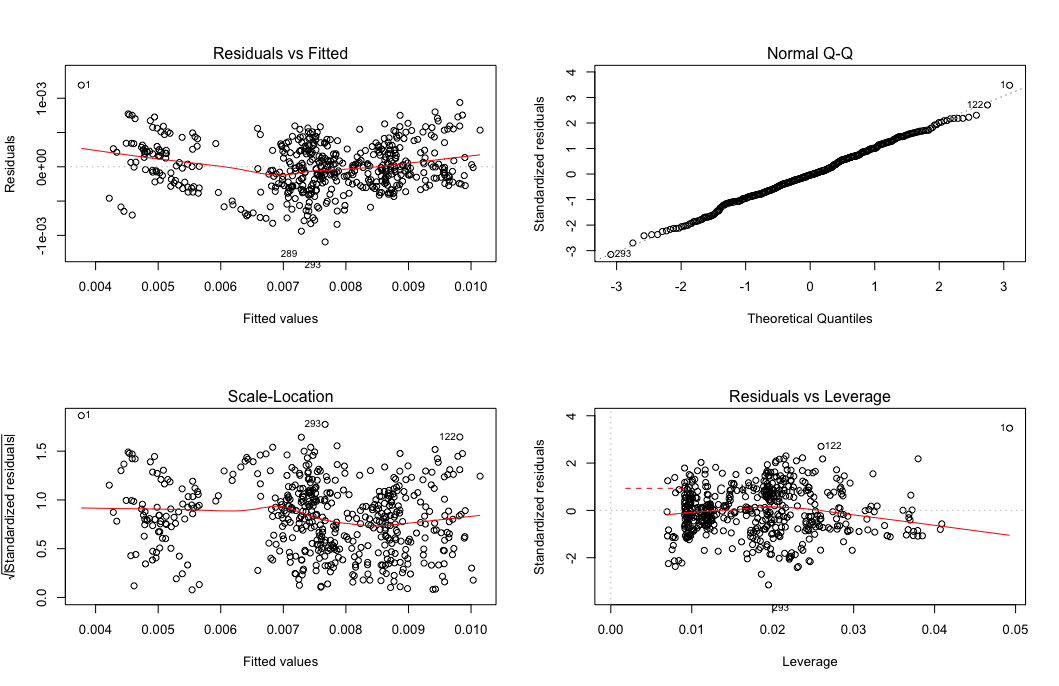 Residuals vs Fitted
Residuals
1e-03
0e+00
-1e-03
1
289
293
0.004 0.005 0.006 0.007 0.008 0.009 0.010
Fitted values
Normal Q-Q
Standardized residuals
4
3
2
1
0
-1
-2
-3
1
122
293
-3 -2 -1 0 1 2 3
Theoretical Quantiles
Scale-Location
√|Standardized residuals|
1.5
1.0
0.5
0.0
1
293
122
0.004 0.005 0.006 0.007 0.008 0.009 0.010
Fitted values
Residuals vs Leverage
Standardized residuals
4
2
0
-2
1
122
293
0.00 0.01 0.02 0.03 0.04 0.05
Leverage